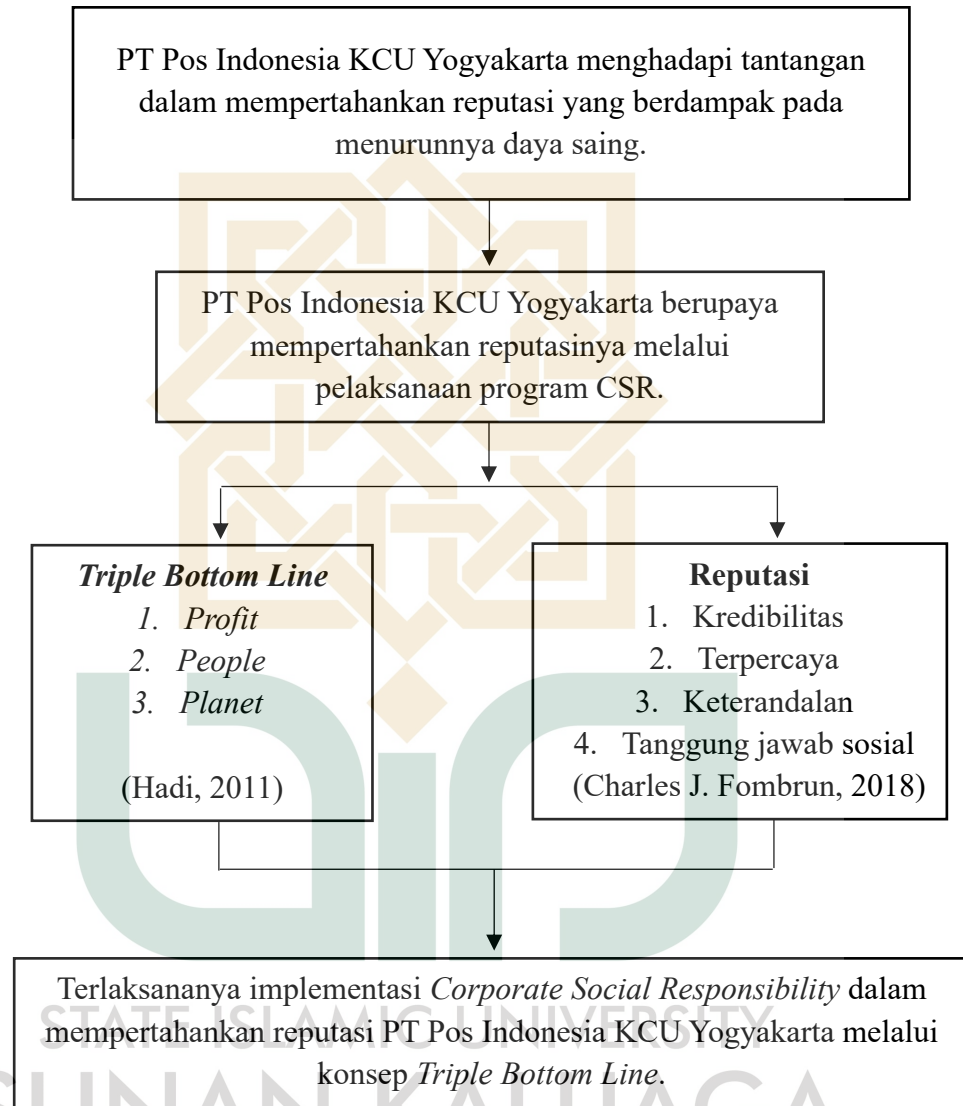 PT Pos Indonesia KCU Yogyakarta menghadapi tantangan
dalam mempertahankan reputasi yang berdampak pada
menurunnya daya saing.
PT Pos Indonesia KCU Yogyakarta berupaya
mempertahankan reputasinya melalui
pelaksanaan program CSR.
Triple Bottom Line
1. Profit
2. People
3. Planet
(Hadi, 2011)
Reputasi
1. Kredibilitas
2. Terpercaya
3. Keterandalan
4. Tanggung jawab sosial
(Charles J. Fombrun, 2018)
Terlaksananya implementasi Corporate Social Responsibility dalam
mempertahankan reputasi PT Pos Indonesia KCU Yogyakarta melalui
konsep Triple Bottom Line.
STATE ISLAMIC UNIVERSITY
SUNAN KALIJAGA